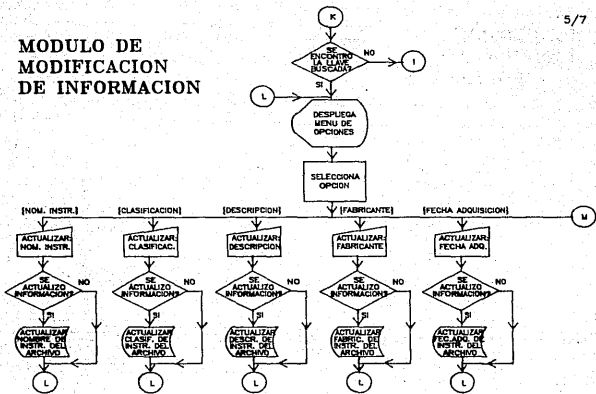 5/7
MODULO DE
MODIFICACION
DE INFORMACION
K
SE
ENCONTRO
LA LLAVE
BUSCADA?
NO
I
SI
L
DESPLIEGA
MENU DE
OPCIONES
SELECCIONA
OPCION
[NOM. INSTR.]
[CLASIFICACION]
[DESCRIPCION]
[FABRICANTE]
[FECHA ADQUISICION]
M
ACTUALIZAR:
NOM. INSTR.
ACTUALIZAR:
CLASIFICAC.
ACTUALIZAR:
DESCRIPCION
ACTUALIZAR:
FABRICANTE
ACTUALIZAR:
FECHA ADQ.
SE
ACTUALIZO
INFORMACION?
NO
SE
ACTUALIZO
INFORMACION?
NO
SE
ACTUALIZO
INFORMACION?
NO
SE
ACTUALIZO
INFORMACION?
NO
SE
ACTUALIZO
INFORMACION?
NO
SI
SI
SI
SI
SI
ACTUALIZAR
NOMBRE DE
INSTR. DEL
ARCHIVO
ACTUALIZAR
CLASIF. DE
INSTR. DEL
ARCHIVO
ACTUALIZAR
DESCR. DE
INSTR. DEL
ARCHIVO
ACTUALIZAR
FABRIC. DE
INSTR. DEL
ARCHIVO
ACTUALIZAR
FEC.ADQ. DE
INSTR. DEL
ARCHIVO
L
L
L
L
L